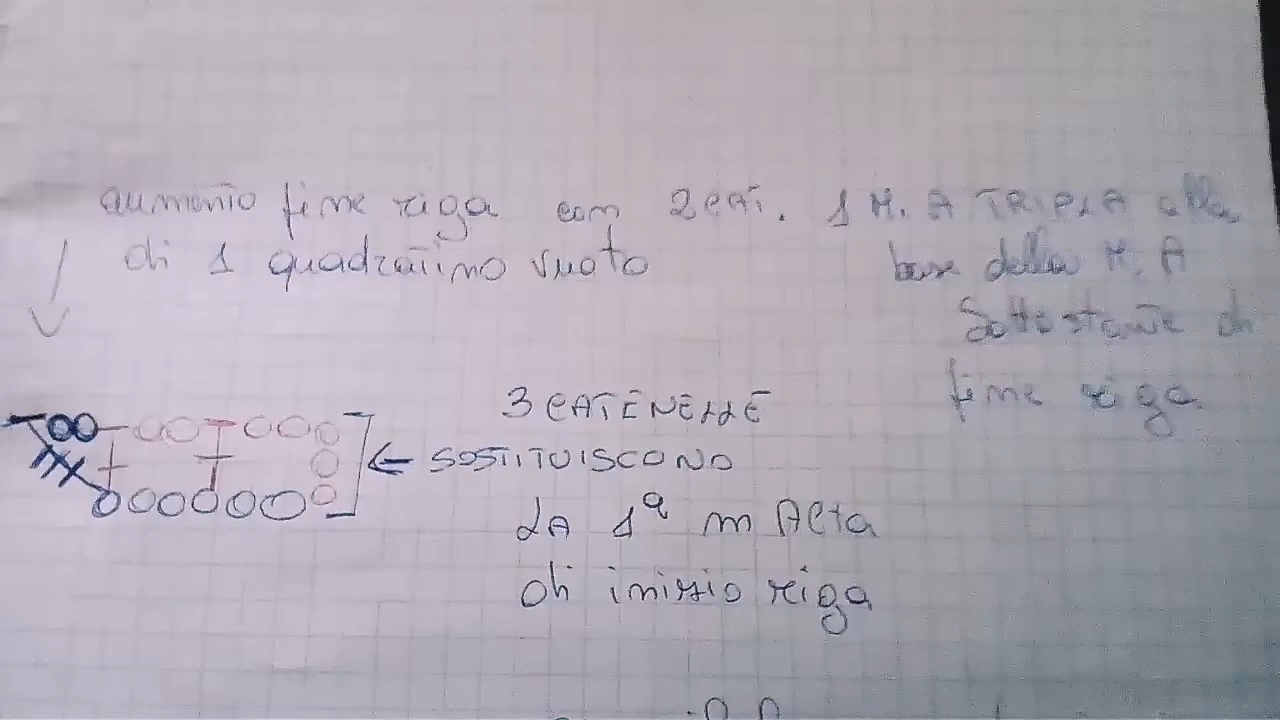 aumento fine riga con 2 CAT. 1 M. A TRIPLA alla
di 1 quadratino vuoto base della M. A
sottostante di
fine riga
3 CATENELLE
SOSTITUISCONO
LA 1ª m Alta
di inizio riga